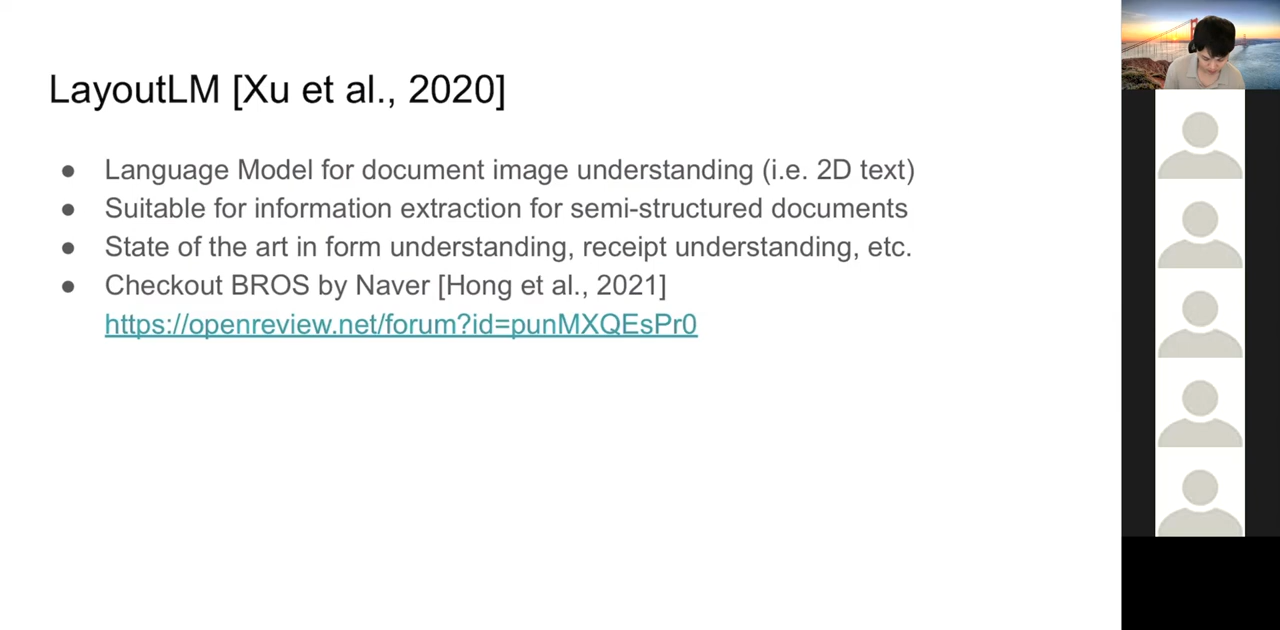 LayoutLM [Xu et al., 2020]
● Language Model for document image understanding (i.e. 2D text)
● Suitable for information extraction for semi-structured documents
● State of the art in form understanding, receipt understanding, etc.
● Checkout BROS by Naver [Hong et al., 2021]
https://openreview.net/forum?id=punMXQEsPr0